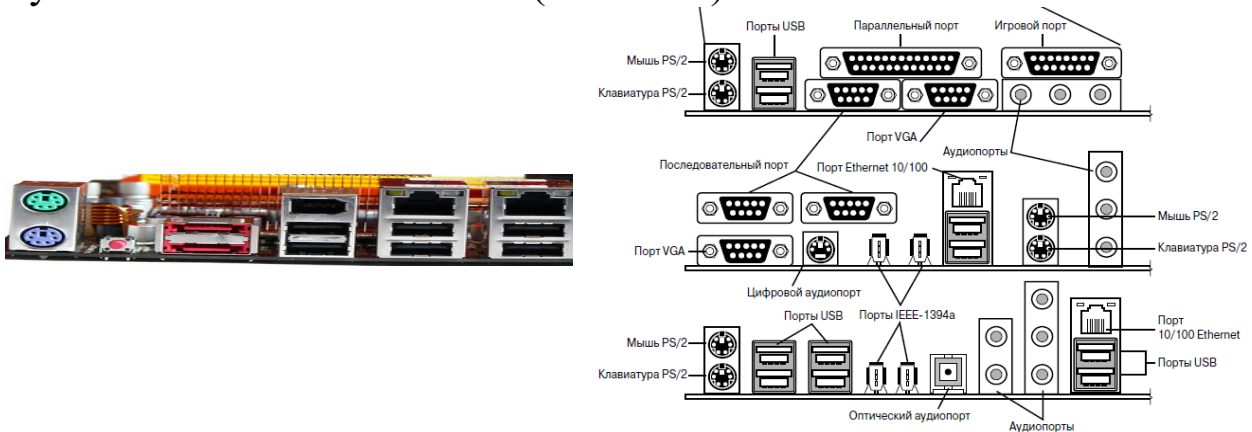 Порты USB
Параллельный порт
Игровой порт
Мышь PS/2
Клавиатура PS/2
Порт VGA
Аудиопорты
Последовательный порт
Порт Ethernet 10/100
Мышь PS/2
Порт VGA
Клавиатура PS/2
Цифровой аудиопорт
Порты USB
Порты IEEE-1394a
Порт
10/100 Ethernet
Мышь PS/2
Порты USB
Клавиатура PS/2
Оптический аудиопорт
Аудиопорты